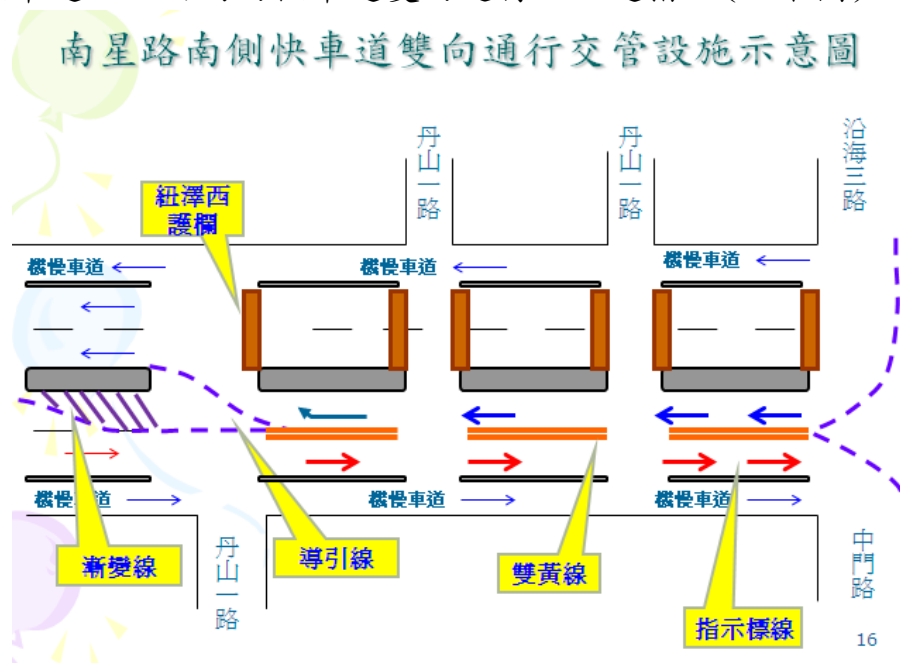 南星路南側快車道雙向通行交管設施示意圖
丹山一路
丹山一路
沿海三路
紐澤西
護欄
機慢車道
機慢車道
機慢車道
機慢車道
機慢車道
機慢車道
漸變線
丹山一路
導引線
雙黃線
指示標線
中門路
16